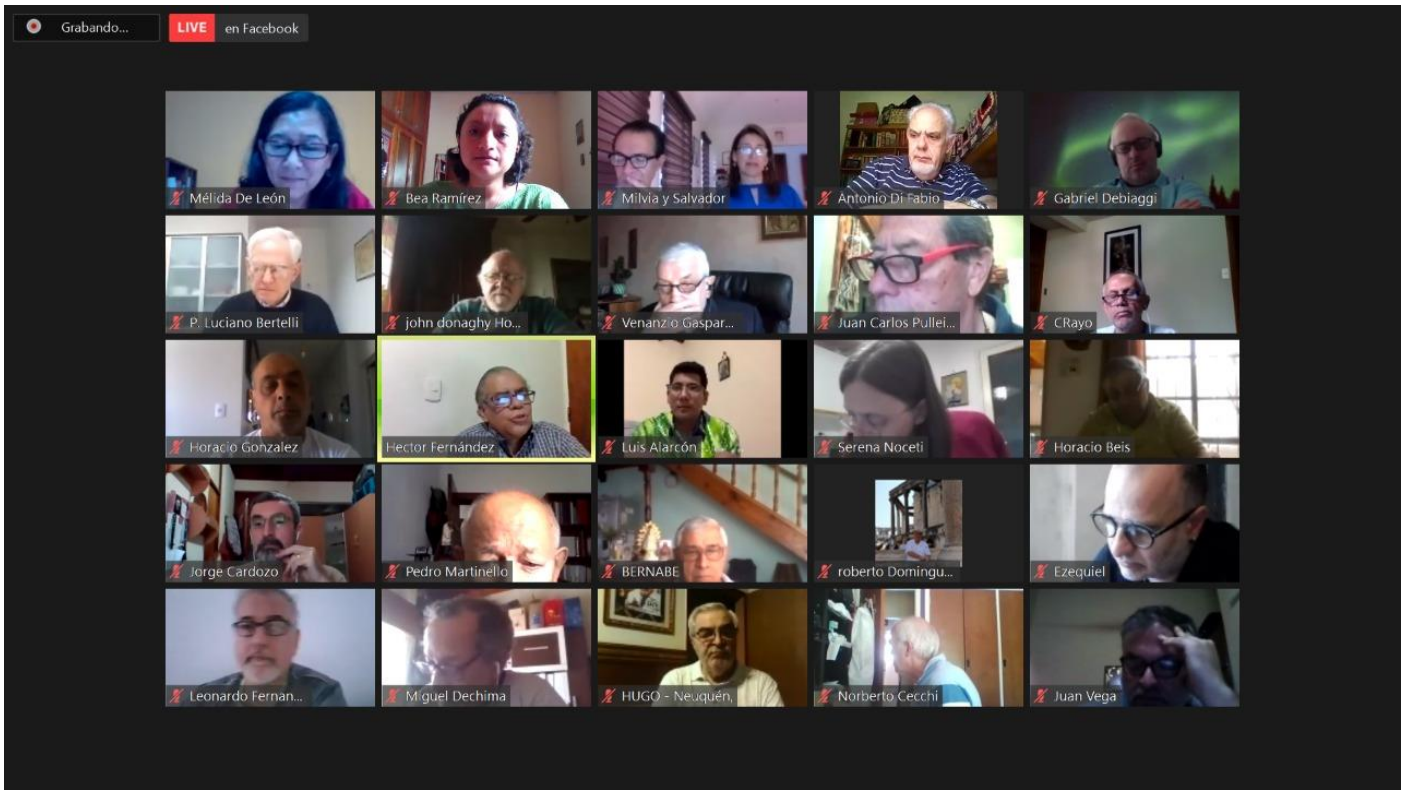 Grabando...
LIVE en Facebook
Mélida De León
Bea Ramírez
Milvia y Salvador
Antonio Di Fabio
Gabriel Debiaggi
P. Luciano Bertelli
john donaghy Ho...
Venanzio Gaspar...
Juan Carlos Pullei...
CRayo
Horacio Gonzalez
Hector Fernández
Luis Alarcón
Serena Noceti
Horacio Beis
Jorge Cardozo
Pedro Martinello
BERNABE
roberto Domíngu...
Ezequiel
Leonardo Fernan...
Miguel Dechima
HUGO - Neuquén,
Norberto Cecchi
Juan Vega